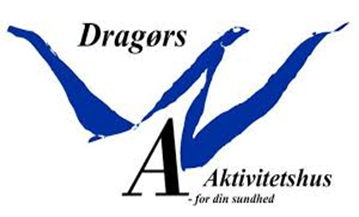 Dragørs
A Aktivitetshus
- for din sundhed